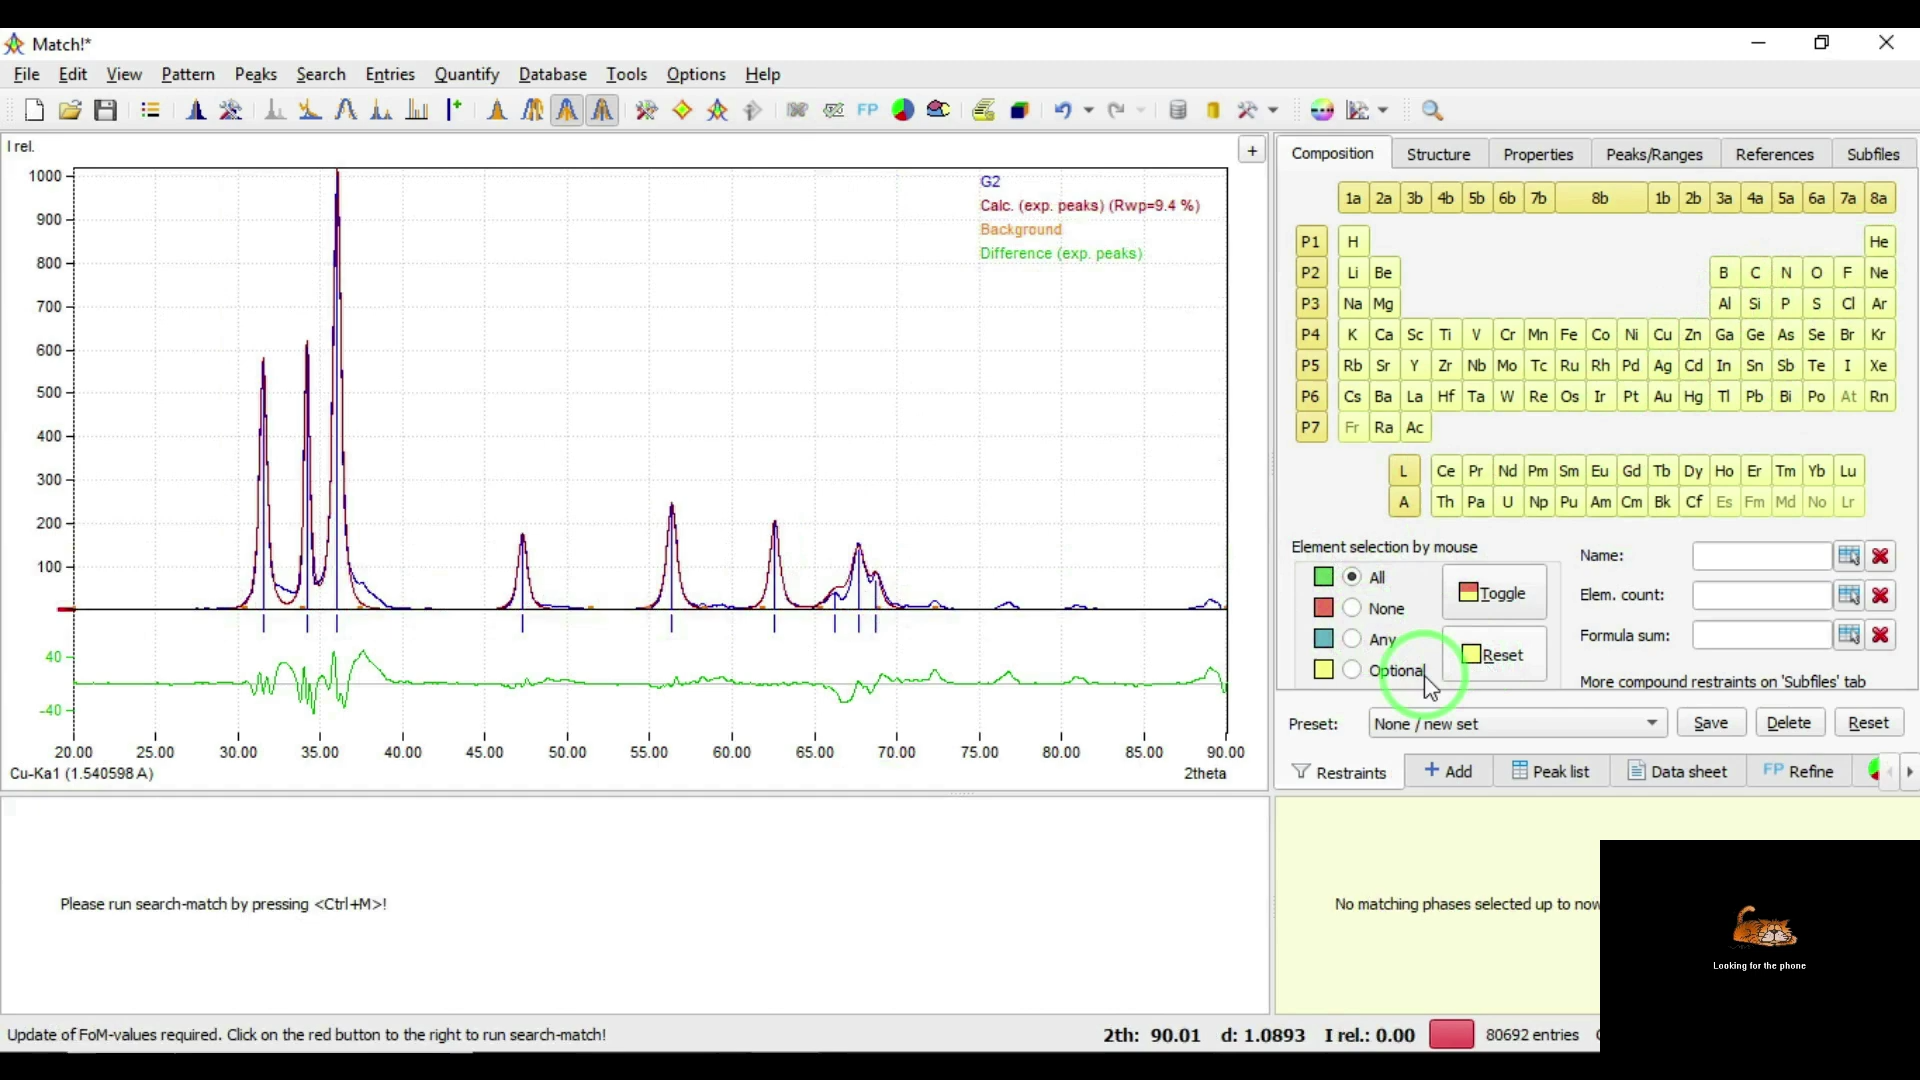 Match!*
File Edit View Pattern Peaks Search Entries Quantify Database Tools Options Help
FP
I rel.
+
G2
Calc. (exp. peaks) (Rwp=9.4 %)
Background
Difference (exp. peaks)
1000
900
800
700
600
500
400
300
200
100
40
-40
20.00 25.00 30.00 35.00 40.00 45.00 50.00 55.00 60.00 65.00 70.00 75.00 80.00 85.00 90.00
Cu-Ka1 (1.540598 A) 2theta
Composition Structure Properties Peaks/Ranges References Subfiles
1a 2a 3b 4b 5b 6b 7b 8b 1b 2b 3a 4a 5a 6a 7a 8a
P1 H He
P2 Li Be B C N O F Ne
P3 Na Mg Al Si P S Cl Ar
P4 K Ca Sc Ti V Cr Mn Fe Co Ni Cu Zn Ga Ge As Se Br Kr
P5 Rb Sr Y Zr Nb Mo Tc Ru Rh Pd Ag Cd In Sn Sb Te I Xe
P6 Cs Ba La Hf Ta W Re Os Ir Pt Au Hg Tl Pb Bi Po At Rn
P7 Fr Ra Ac
L Ce Pr Nd Pm Sm Eu Gd Tb Dy Ho Er Tm Yb Lu
A Th Pa U Np Pu Am Cm Bk Cf Es Fm Md No Lr
Element selection by mouse
All
None
Any
Optional
Toggle
Reset
Name:
Elem. count:
Formula sum:
More compound restraints on 'Subfiles' tab
Preset: None / new set Save Delete Reset
Restraints + Add Peak list Data sheet FP Refine
Please run search-match by pressing <Ctrl+M>!
No matching phases selected up to now
Looking for the phone
Update of FoM-values required. Click on the red button to the right to run search-match!
2th: 90.01 d: 1.0893 I rel.: 0.00 80692 entries